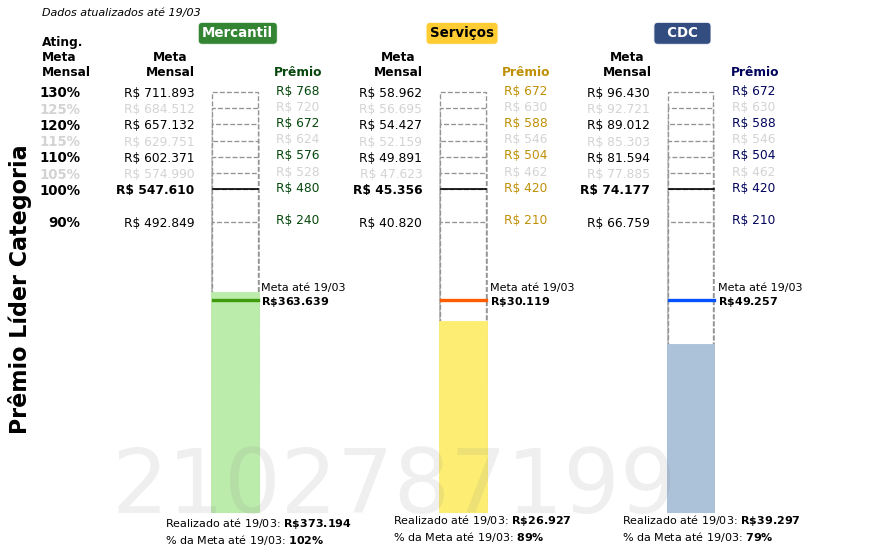 Dados atualizados até 19/03
Mercantil Serviços CDC
Ating.
Meta Meta Meta Meta
Mensal Mensal Prêmio Mensal Prêmio Mensal Prêmio
130% R$ 711.893 R$ 768 R$ 58.962 R$ 672 R$ 96.430 R$ 672
125% R$ 684.512 R$ 720 R$ 56.695 R$ 630 R$ 92.721 R$ 630
120% R$ 657.132 R$ 672 R$ 54.427 R$ 588 R$ 89.012 R$ 588
115% R$ 629.751 R$ 624 R$ 52.159 R$ 546 R$ 85.303 R$ 546
110% R$ 602.371 R$ 576 R$ 49.891 R$ 504 R$ 81.594 R$ 504
105% R$ 574.990 R$ 528 R$ 47.623 R$ 462 R$ 77.885 R$ 462
100% R$ 547.610 R$ 480 R$ 45.356 R$ 420 R$ 74.177 R$ 420
90% R$ 492.849 R$ 240 R$ 40.820 R$ 210 R$ 66.759 R$ 210
Prêmio Líder Categoria
Meta até 19/03 Meta até 19/03 Meta até 19/03
R$363.639 R$30.119 R$49.257
2102787199
Realizado até 19/03: R$373.194 Realizado até 19/03: R$26.927 Realizado até 19/03: R$39.297
% da Meta até 19/03: 102% % da Meta até 19/03: 89% % da Meta até 19/03: 79%